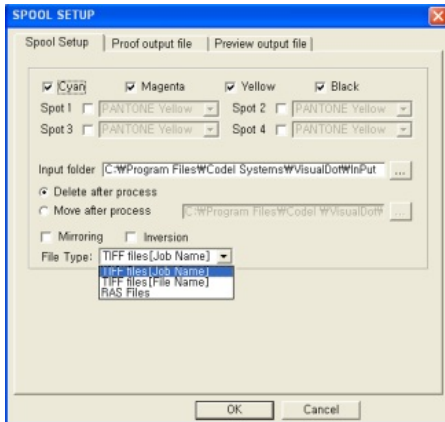 SPOOL SETUP
Spool Setup | Proof output file | Preview output file |
Cyan Magenta Yellow Black
Spot 1 PANTONE Yellow Spot 2 PANTONE Yellow
Spot 3 PANTONE Yellow Spot 4 PANTONE Yellow
Input folder C:₩Program Files₩Codel Systems₩VisualDot₩InPut ...
Delete after process
Move after process C:₩Program Files₩Codel ₩VisualDot₩ ...
Mirroring Inversion
File Type: TIFF files[Job Name]
TIFF files[Job Name]
TIFF files[File Name]
RAS Files
OK Cancel